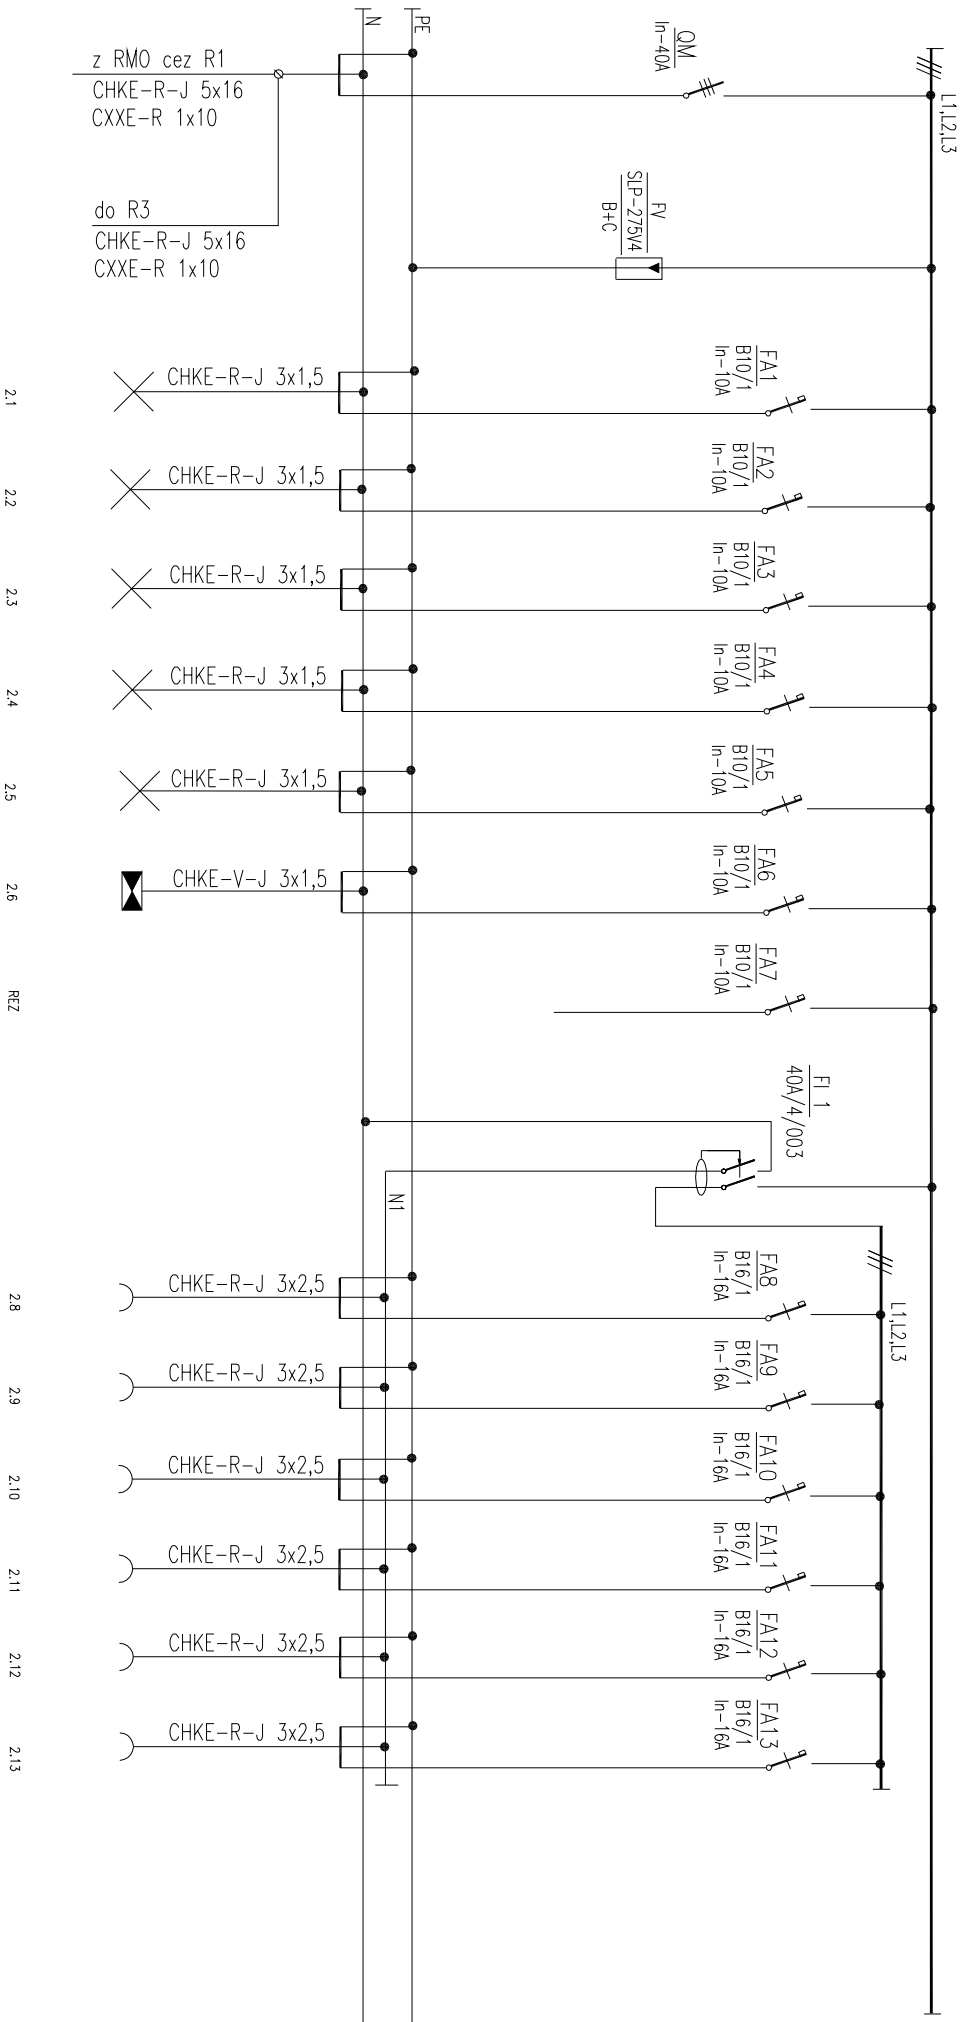 N
PE
QM
In-40A
L1,L2,L3
z RMO cez R1
CHKE-R-J 5x16
CXXE-R 1x10
do R3
CHKE-R-J 5x16
CXXE-R 1x10
FV
SLP-275V4
B+C
FA1
B10/1
In-10A
CHKE-R-J 3x1,5
2.1
FA2
B10/1
In-10A
CHKE-R-J 3x1,5
2.2
FA3
B10/1
In-10A
CHKE-R-J 3x1,5
2.3
FA4
B10/1
In-10A
CHKE-R-J 3x1,5
2.4
FA5
B10/1
In-10A
CHKE-R-J 3x1,5
2.5
FA6
B10/1
In-10A
CHKE-V-J 3x1,5
2.6
FA7
B10/1
In-10A
REZ
FI 1
40A/4/003
N1
L1,L2,L3
FA8
B16/1
In-16A
CHKE-R-J 3x2,5
2.8
FA9
B16/1
In-16A
CHKE-R-J 3x2,5
2.9
FA10
B16/1
In-16A
CHKE-R-J 3x2,5
2.10
FA11
B16/1
In-16A
CHKE-R-J 3x2,5
2.11
FA12
B16/1
In-16A
CHKE-R-J 3x2,5
2.12
FA13
B16/1
In-16A
CHKE-R-J 3x2,5
2.13